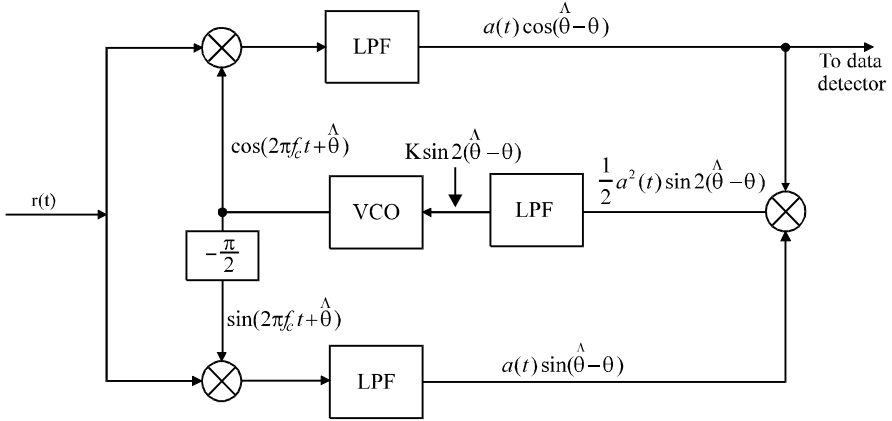 LPF
a(t) cos(θ̂−θ)
To data
detector
cos(2πf_c t+θ̂)
K sin 2(θ̂−θ)
r(t)
VCO
LPF
1/2 a²(t) sin 2(θ̂−θ)
−π/2
sin(2πf_c t+θ̂)
LPF
a(t) sin(θ̂−θ)